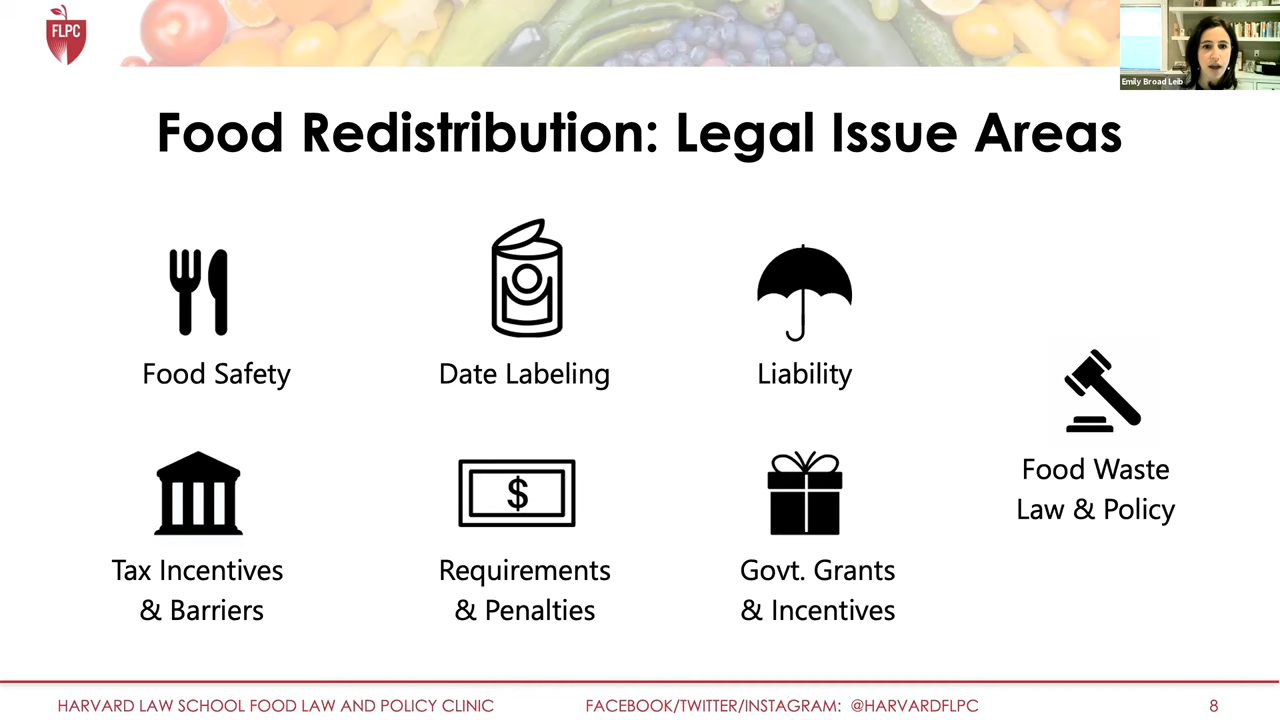 FLPC
Emily Broad Leib
Food Redistribution: Legal Issue Areas
Food Safety
Date Labeling
Liability
Food Waste
Law & Policy
$
Tax Incentives
& Barriers
Requirements
& Penalties
Govt. Grants
& Incentives
HARVARD LAW SCHOOL FOOD LAW AND POLICY CLINIC
FACEBOOK/TWITTER/INSTAGRAM: @HARVARDFLPC
8